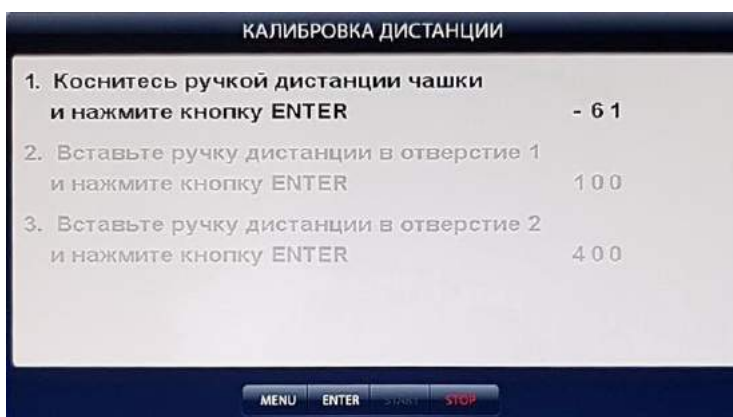 КАЛИБРОВКА ДИСТАНЦИИ
1. Коснитесь ручкой дистанции чашки
и нажмите кнопку ENTER - 61
2. Вставьте ручку дистанции в отверстие 1
и нажмите кнопку ENTER 100
3. Вставьте ручку дистанции в отверстие 2
и нажмите кнопку ENTER 400
MENU ENTER START STOP